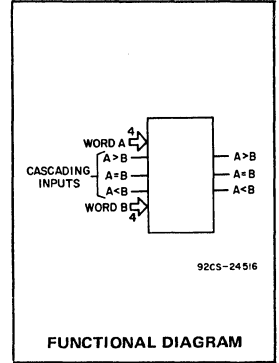 4
WORD A
A>B A>B
CASCADING A=B A=B
INPUTS
A<B A<B
WORD B
4
92CS-24516
FUNCTIONAL DIAGRAM